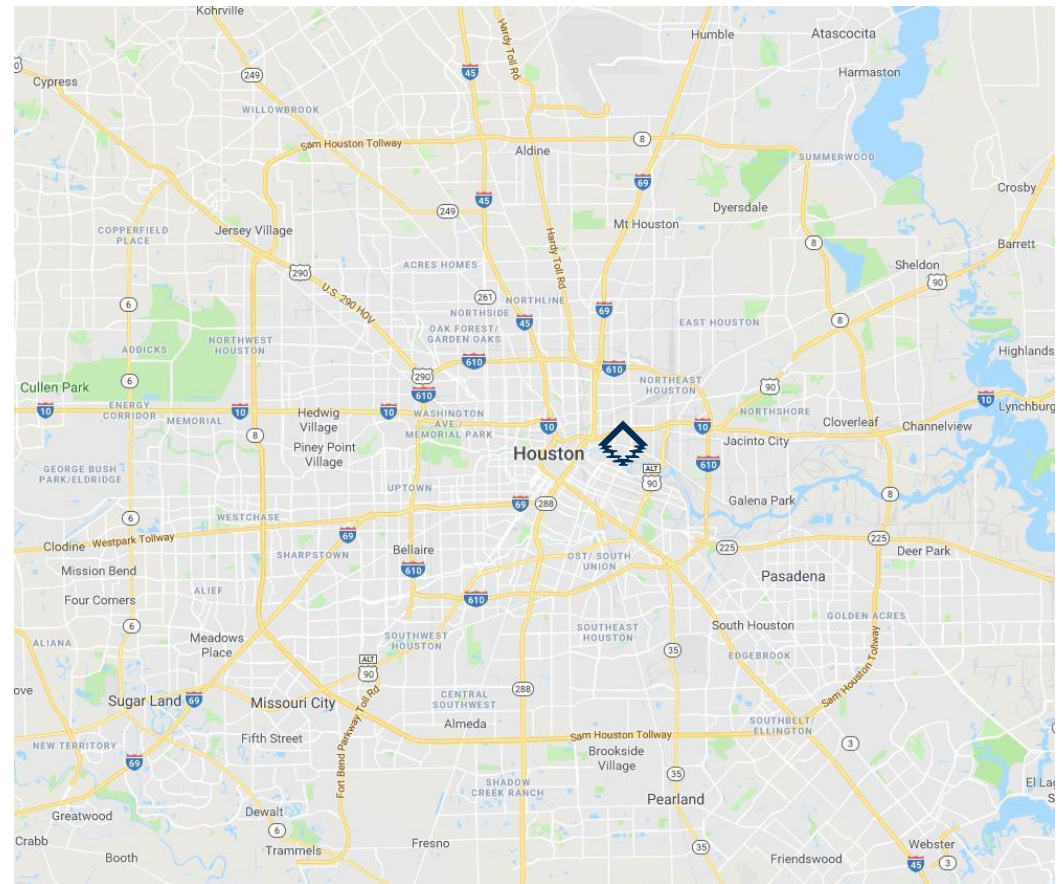 Kohrville
Hardy Toll Rd
Humble
Atascocita
45
Harmaston
249
Cypress
WILLOWBROOK
Sam Houston Tollway
8
Aldine
SUMMERWOOD
69
Crosby
45
249
Dyersdale
Mt Houston
COPPERFIELD
PLACE
Jersey Village
Hardy Toll Rd
8
Barrett
ACRES HOMES
Sheldon
290
90
U.S. 290 HOV
261
NORTHLINE
6
69
NORTHSIDE
45
8
EAST HOUSTON
OAK FOREST/
GARDEN OAKS
ADDICKS
NORTHWEST
HOUSTON
610
Highlands
290
610
6
NORTHEAST
HOUSTON
90
Cullen Park
610
10
ENERGY
CORRIDOR
10
10
10
Lynchburg
MEMORIAL
Hedwig
Village
WASHINGTON
AVE /
MEMORIAL PARK
NORTHSHORE
Cloverleaf
Channelview
10
10
8
Jacinto City
Piney Point
Village
Houston
610
GEORGE BUSH
PARK/ELDRIDGE
ALT
90
UPTOWN
Galena Park
8
69
288
6
WESTCHASE
Westpark Tollway
69
225
Clodine
Bellaire
225
Deer Park
SHARPSTOWN
OST/ SOUTH
UNION
Mission Bend
610
Pasadena
ALIEF
Four Corners
610
GOLDEN ACRES
6
South Houston
ALIANA
Meadows
Place
SOUTHWEST
HOUSTON
SOUTHEAST
HOUSTON
35
EDGEBROOK
ALT
90
Sam Houston Tollway
ove
Sugar Land
69
Missouri City
CENTRAL
SOUTHWEST
288
Almeda
SOUTHBELT/
ELLINGTON
Fort Bend Parkway Toll Rd
Fifth Street
Sam Houston Tollway
3
NEW TERRITORY
Brookside
Village
69
35
SHADOW
CREEK RANCH
El Lag
S
Pearland
Greatwood
Dewalt
6
Crabb
Trammels
Fresno
35
Webster
Booth
Friendswood
45
3